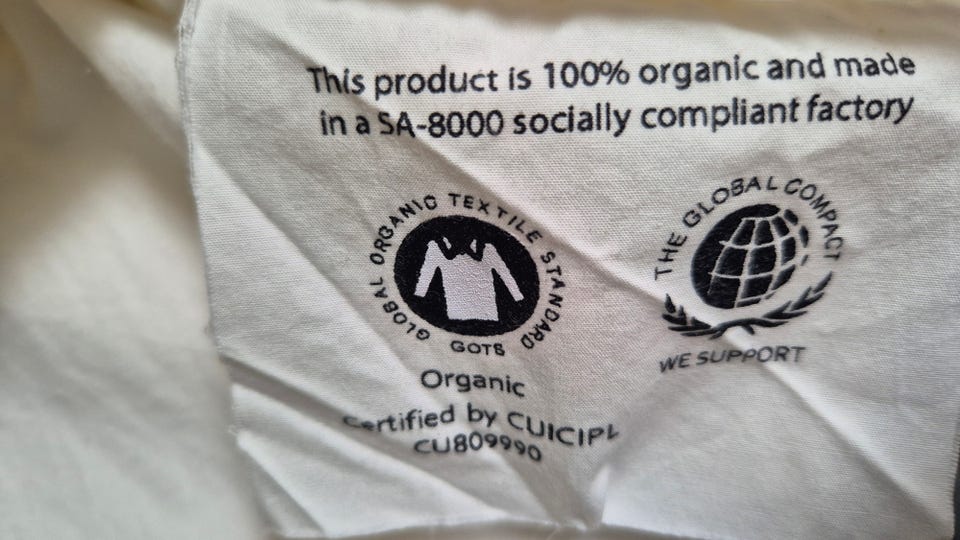 This product is 100% organic and made
in a SA-8000 socially compliant factory
GLOBAL ORGANIC TEXTILE STANDARD
GOTS
Organic
Certified by CUICIPL
CU809990
THE GLOBAL COMPACT
WE SUPPORT